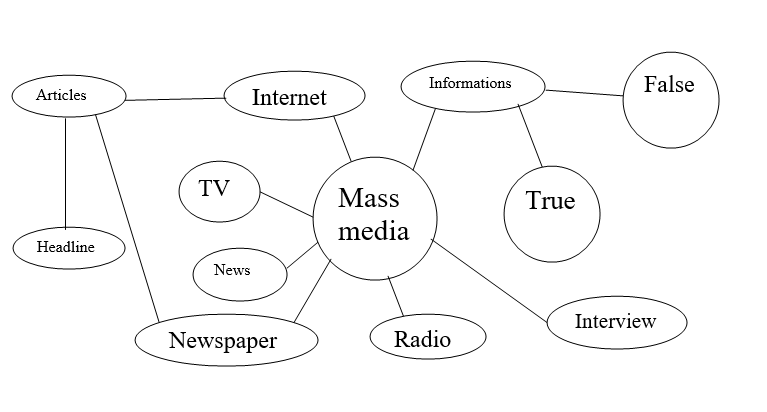 Articles
Internet
Informations
False
TV
Mass
media
True
Headline
News
Newspaper
Radio
Interview